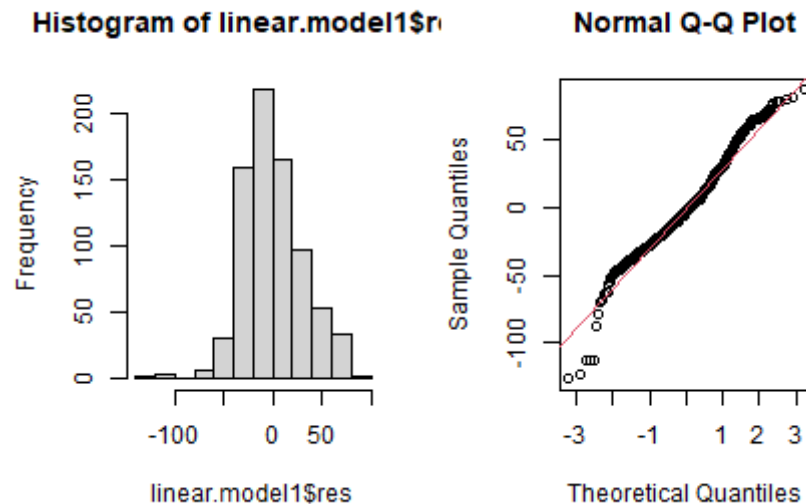 Histogram of linear.model1$r
Frequency
0
50
100
150
200
-100
0
50
linear.model1$res
Normal Q-Q Plot
Sample Quantiles
-100
-50
0
50
-3
-1
1
2
3
Theoretical Quantiles